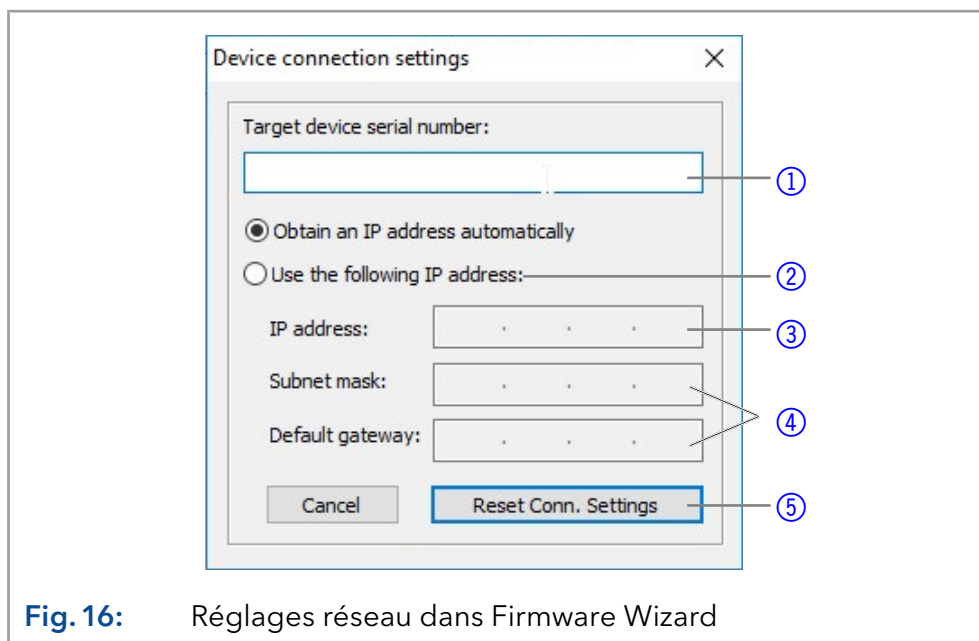 Device connection settings
Target device serial number:
①
Obtain an IP address automatically
Use the following IP address: ②
IP address: . . . ③
Subnet mask: . . .
④
Default gateway: . . .
Cancel Reset Conn. Settings ⑤
Fig. 16: Réglages réseau dans Firmware Wizard